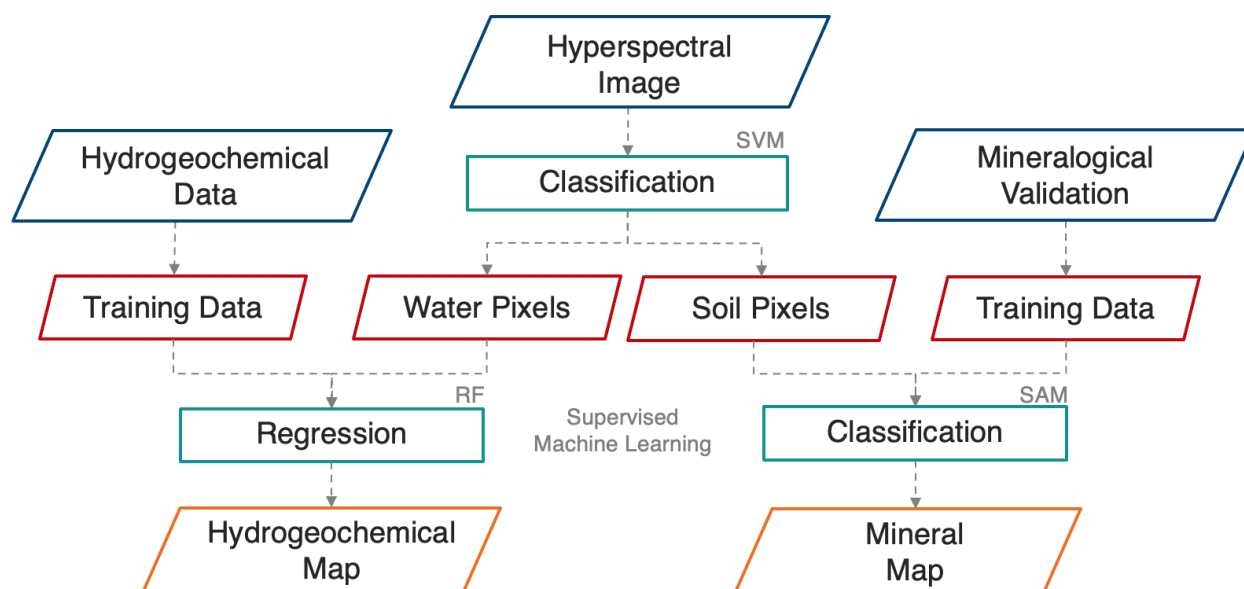 Hyperspectral
Image
SVM
Hydrogeochemical
Data
Classification
Mineralogical
Validation
Training Data
Water Pixels
Soil Pixels
Training Data
RF
SAM
Regression
Supervised
Machine Learning
Classification
Hydrogeochemical
Map
Mineral
Map